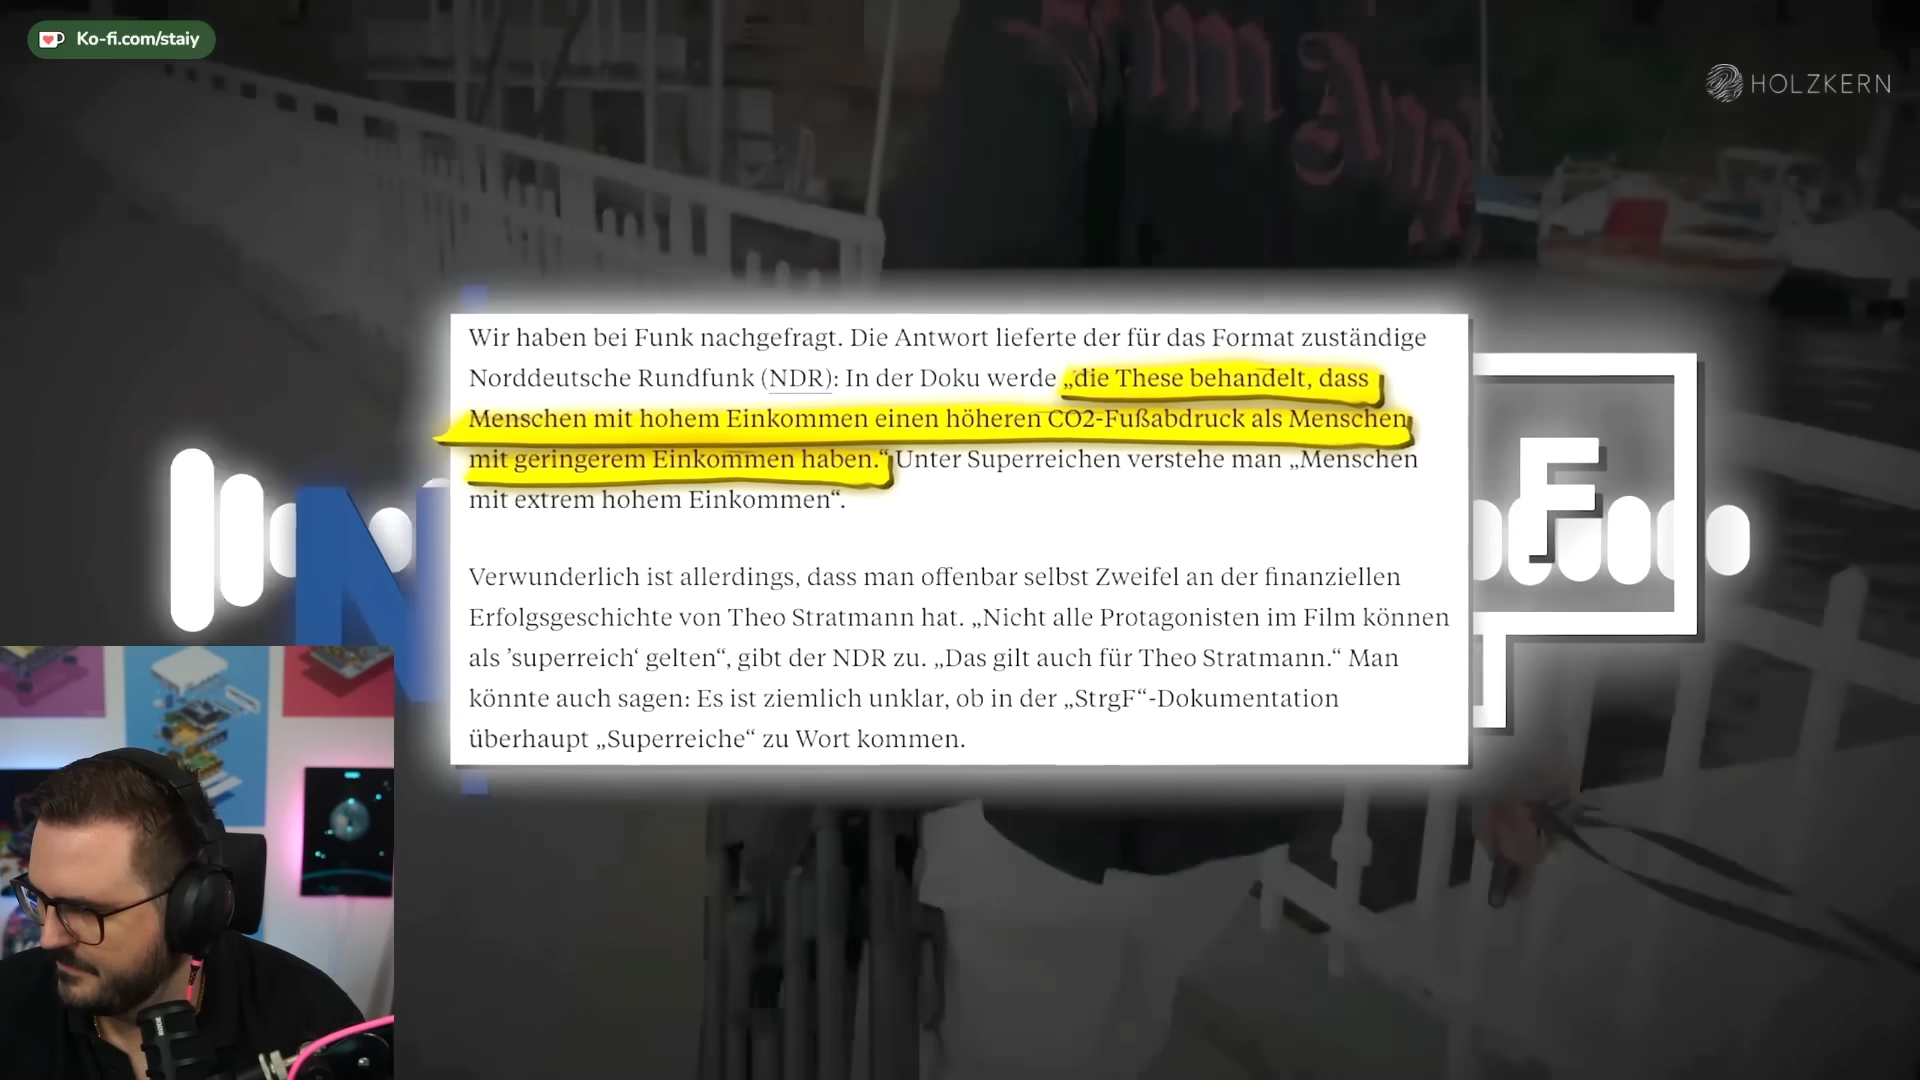 Ko-fi.com/staiy
HOLZKERN
Wir haben bei Funk nachgefragt. Die Antwort lieferte der für das Format zuständige
Norddeutsche Rundfunk (NDR): In der Doku werde „die These behandelt, dass
Menschen mit hohem Einkommen einen höheren CO2-Fußabdruck als Menschen
mit geringerem Einkommen haben.“ Unter Superreichen verstehe man „Menschen
mit extrem hohem Einkommen“.
Verwunderlich ist allerdings, dass man offenbar selbst Zweifel an der finanziellen
Erfolgsgeschichte von Theo Stratmann hat. „Nicht alle Protagonisten im Film können
als ’superreich‘ gelten“, gibt der NDR zu. „Das gilt auch für Theo Stratmann.“ Man
könnte auch sagen: Es ist ziemlich unklar, ob in der „StrgF“-Dokumentation
überhaupt „Superreiche“ zu Wort kommen.
N
F